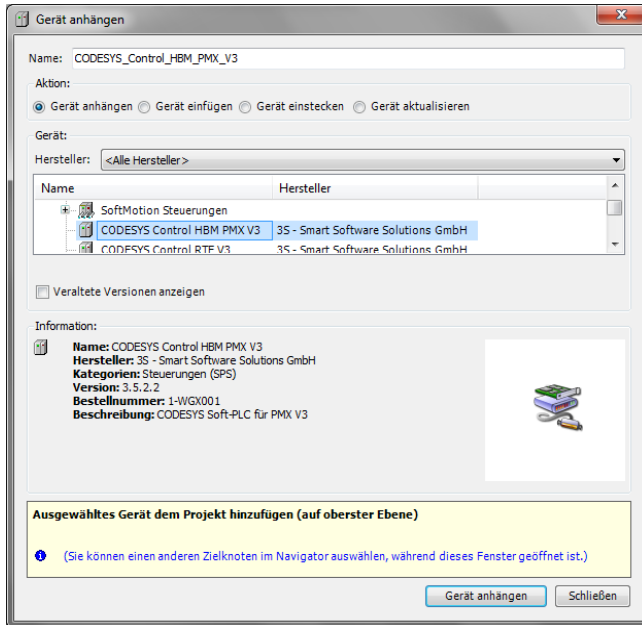 Gerät anhängen
Name: CODESYS_Control_HBM_PMX_V3
Aktion:
Gerät anhängen Gerät einfügen Gerät einstecken Gerät aktualisieren
Gerät:
Hersteller: <Alle Hersteller>
Name Hersteller
SoftMotion Steuerungen
CODESYS Control HBM PMX V3 3S - Smart Software Solutions GmbH
CODESYS Control RTE V3 3S - Smart Software Solutions GmbH
Veraltete Versionen anzeigen
Information:
Name: CODESYS Control HBM PMX V3
Hersteller: 3S - Smart Software Solutions GmbH
Kategorien: Steuerungen (SPS)
Version: 3.5.2.2
Bestellnummer: 1-WGX001
Beschreibung: CODESYS Soft-PLC für PMX V3
Ausgewähltes Gerät dem Projekt hinzufügen (auf oberster Ebene)
(Sie können einen anderen Zielknoten im Navigator auswählen, während dieses Fenster geöffnet ist.)
Gerät anhängen Schließen